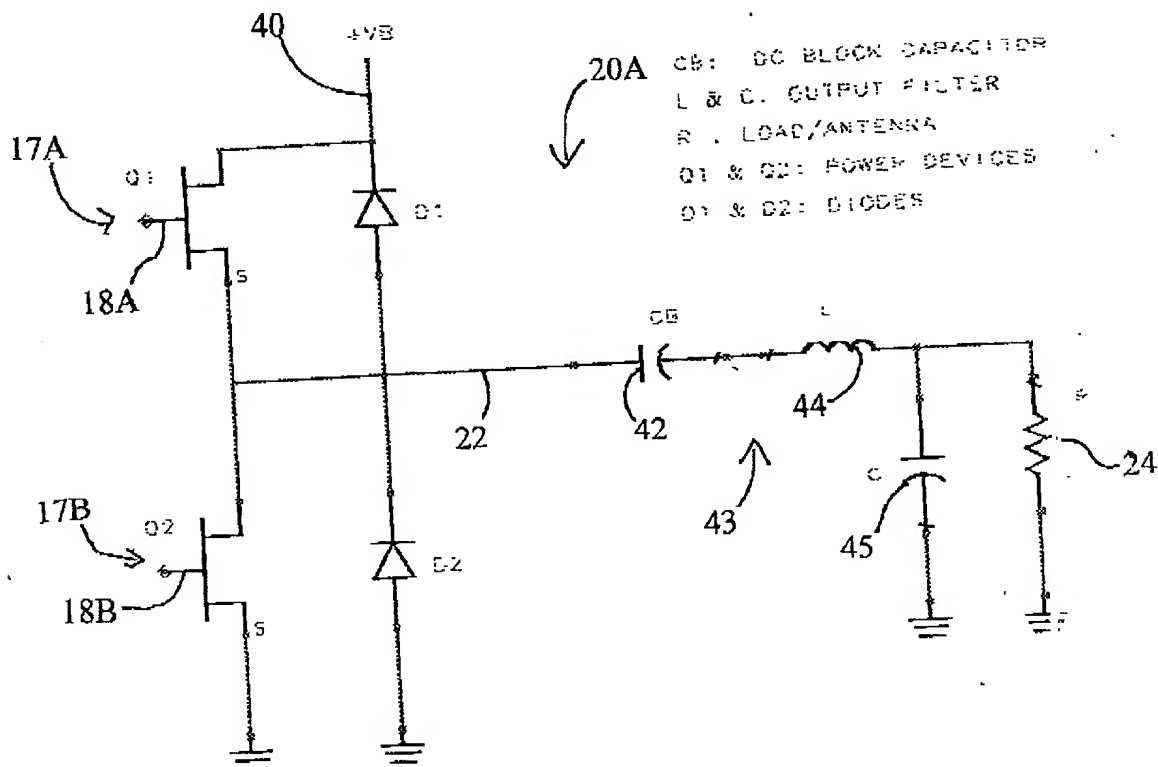 40
+VB
20A
CB: DC BLOCK CAPACITOR
L & C. OUTPUT FILTER
R . LOAD/ANTENNA
Q1 & Q2: POWER DEVICES
D1 & D2: DIODES
17A
Q1
D1
18A
S
CB
L
22
42
44
24
17B
Q2
43
C
45
D2
18B
S